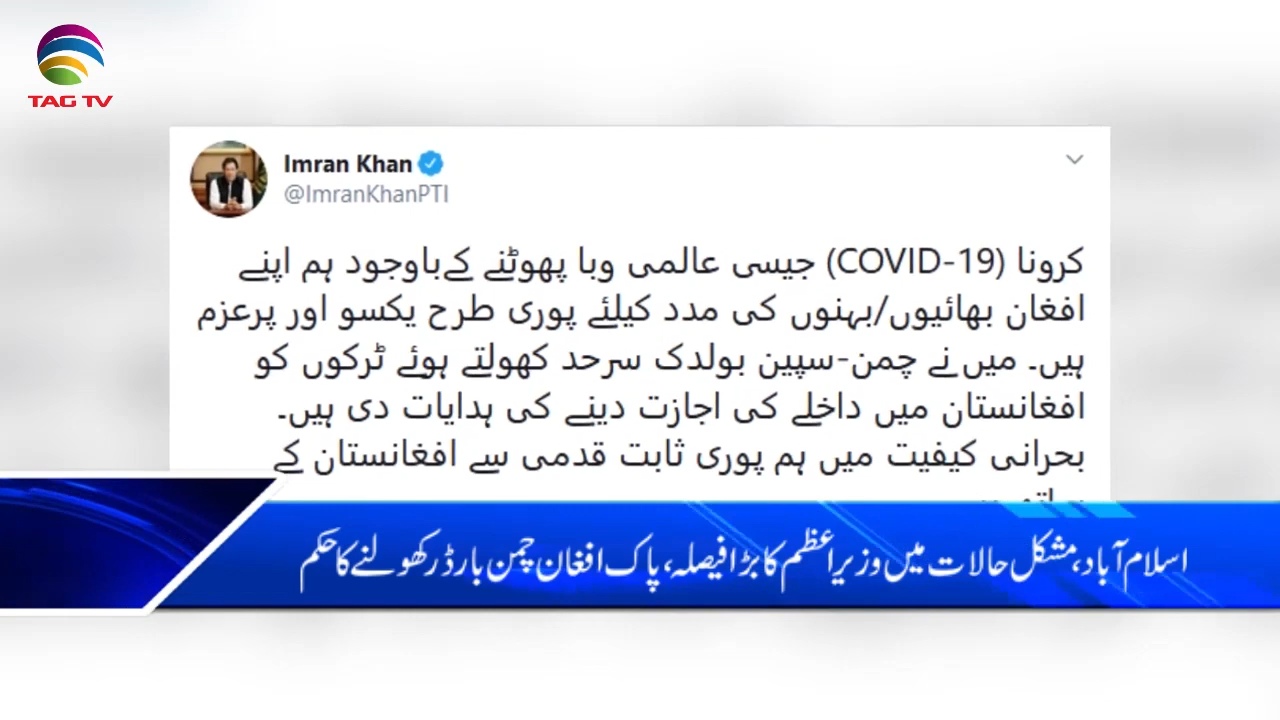 TAG TV
Imran Khan
@ImranKhanPTI
کرونا (COVID-19) جیسی عالمی وبا پھوٹنے کےباوجود ہم اپنے
افغان بھائیوں/بہنوں کی مدد کیلئے پوری طرح یکسو اور پرعزم
ہیں۔ میں نے چمن-سپین بولدک سرحد کھولتے ہوئے ٹرکوں کو
افغانستان میں داخلے کی اجازت دینے کی ہدایات دی ہیں۔
بحرانی کیفیت میں ہم پوری ثابت قدمی سے افغانستان کے
اسلام آباد، مشکل حالات میں وزیراعظم کا بڑا فیصلہ، پاک افغان چمن بارڈر کھولنے کا حکم